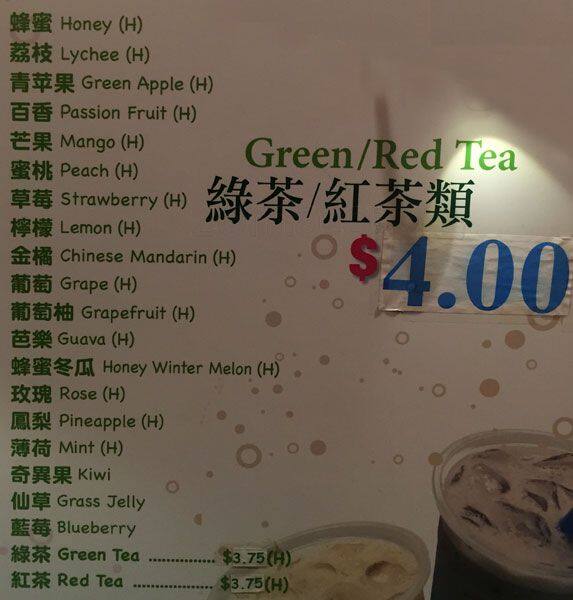 蜂蜜 Honey (H)
荔枝 Lychee (H)
青苹果 Green Apple (H)
百香 Passion Fruit (H)
芒果 Mango (H)
蜜桃 Peach (H)
草莓 Strawberry (H)
檸檬 Lemon (H)
金橘 Chinese Mandarin (H)
葡萄 Grape (H)
葡萄柚 Grapefruit (H)
芭樂 Guava (H)
蜂蜜冬瓜 Honey Winter Melon (H)
玫瑰 Rose (H)
鳳梨 Pineapple (H)
薄荷 Mint (H)
奇異果 Kiwi
仙草 Grass Jelly
藍莓 Blueberry
綠茶 Green Tea ................ $3.75(H)
紅茶 Red Tea ................... $3.75(H)
Green/Red Tea
綠茶/紅茶類
$4.00